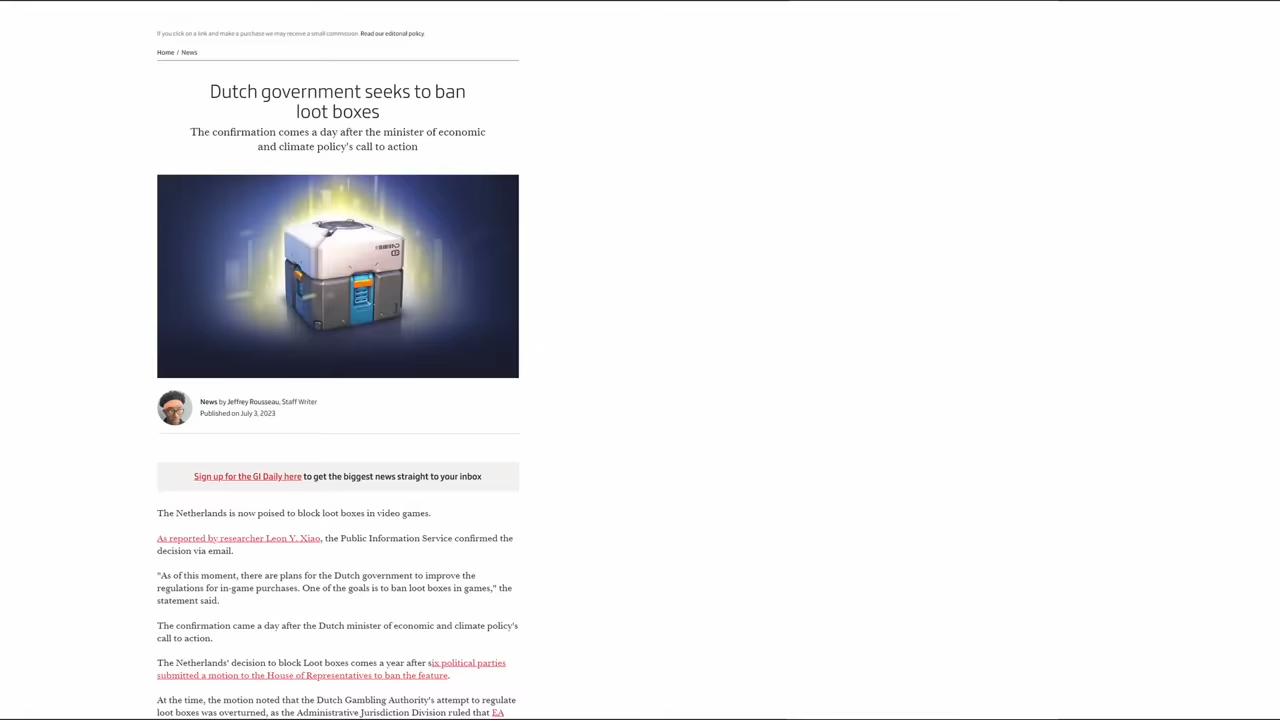 If you click on a link and make a purchase we may receive a small commission. Read our editorial policy.
Home / News
Dutch government seeks to ban
loot boxes
The confirmation comes a day after the minister of economic
and climate policy's call to action
News by Jeffrey Rousseau, Staff Writer
Published on July 3, 2023
Sign up for the GI Daily here to get the biggest news straight to your inbox
The Netherlands is now poised to block loot boxes in video games.
As reported by researcher Leon Y. Xiao, the Public Information Service confirmed the
decision via email.
"As of this moment, there are plans for the Dutch government to improve the
regulations for in-game purchases. One of the goals is to ban loot boxes in games," the
statement said.
The confirmation came a day after the Dutch minister of economic and climate policy's
call to action.
The Netherlands' decision to block Loot boxes comes a year after six political parties
submitted a motion to the House of Representatives to ban the feature.
At the time, the motion noted that the Dutch Gambling Authority's attempt to regulate
loot boxes was overturned, as the Administrative Jurisdiction Division ruled that EA